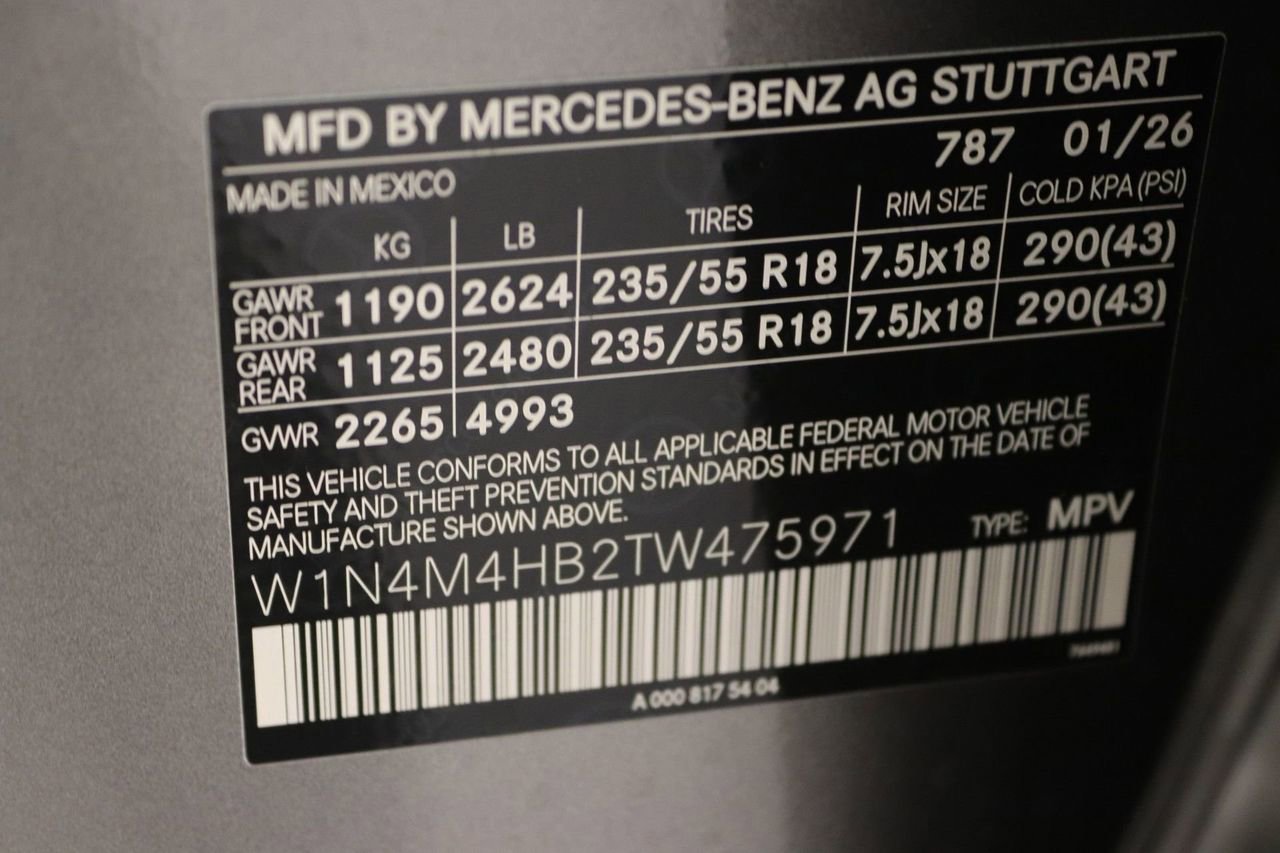 MFD BY MERCEDES-BENZ AG STUTTGART
787 01/26
MADE IN MEXICO
KG LB TIRES RIM SIZE COLD KPA (PSI)
GAWR FRONT 1190 2624 235/55 R18 7.5Jx18 290(43)
GAWR REAR 1125 2480 235/55 R18 7.5Jx18 290(43)
GVWR 2265 4993
THIS VEHICLE CONFORMS TO ALL APPLICABLE FEDERAL MOTOR VEHICLE
SAFETY AND THEFT PREVENTION STANDARDS IN EFFECT ON THE DATE OF
MANUFACTURE SHOWN ABOVE.
W1N4M4HB2TW475971 TYPE: MPV
A 000 817 54 04